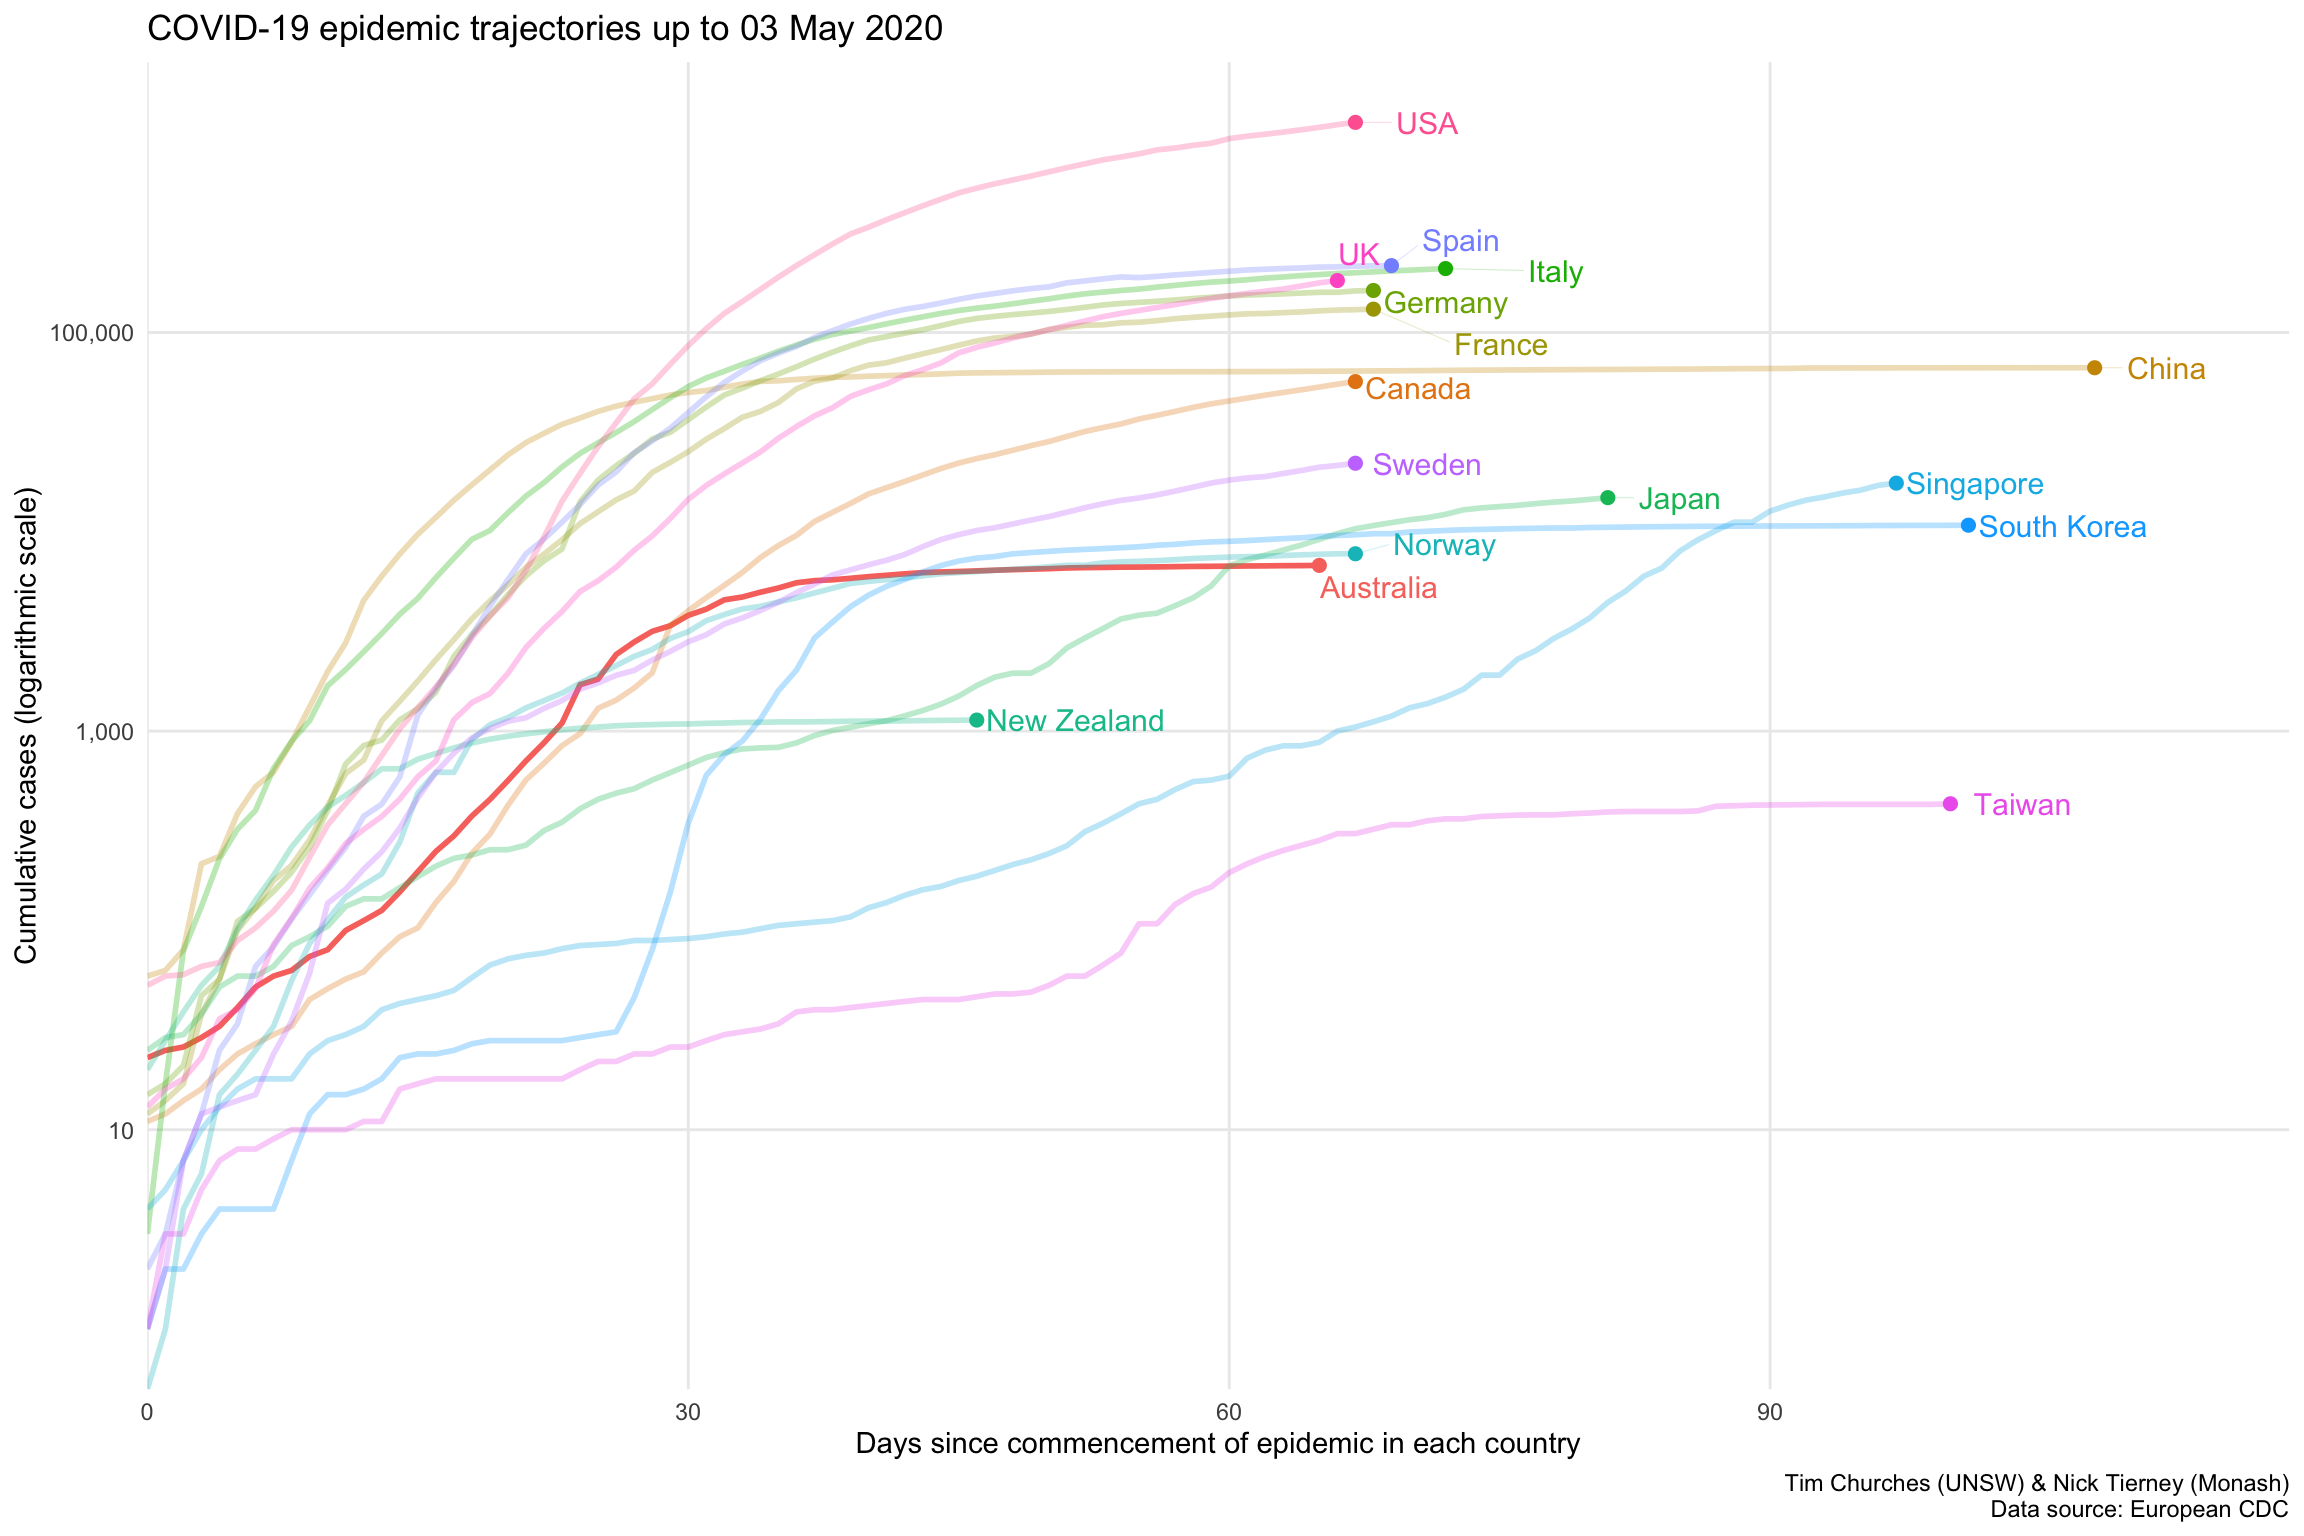 COVID-19 epidemic trajectories up to 03 May 2020
USA
Spain
UK
Italy
Germany
100,000
France
China
Canada
Sweden
Singapore
Japan
South Korea
Norway
Australia
New Zealand
1,000
Taiwan
10
Cumulative cases (logarithmic scale)
0 30 60 90
Days since commencement of epidemic in each country
Tim Churches (UNSW) & Nick Tierney (Monash)
Data source: European CDC